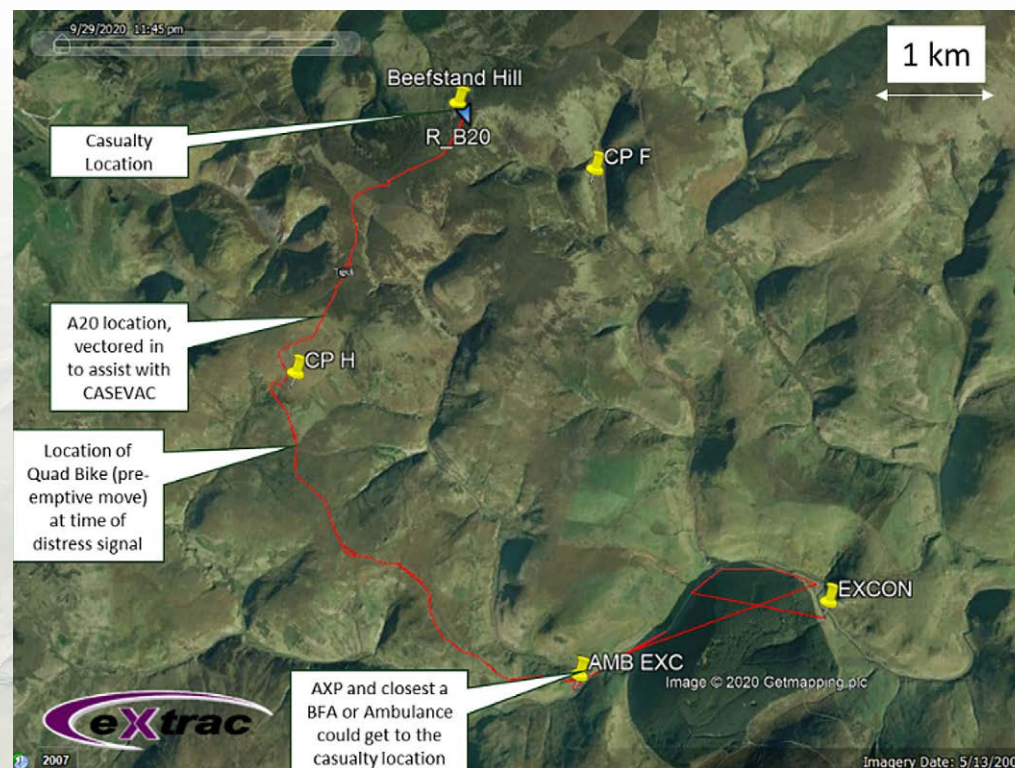 9/29/2020 11:45 pm
1 km
Beefstand Hill
Casualty
Location
R_B20
CP F
A20 location,
vectored in
to assist with
CASEVAC
CP H
Location of
Quad Bike (pre-
emptive move)
at time of
distress signal
EXCON
AMB EXC
Image © 2020 Getmapping plc
AXP and closest a
BFA or Ambulance
could get to the
casualty location
eXtrac
2007
Imagery Date: 5/13/200